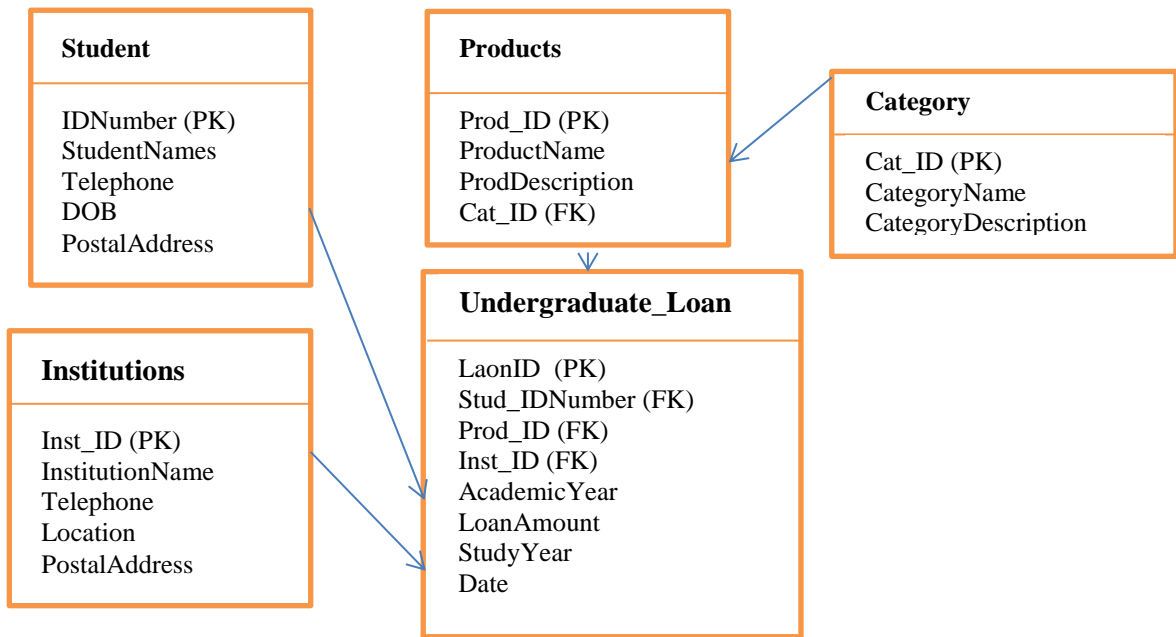 Student
IDNumber (PK)
StudentNames
Telephone
DOB
PostalAddress
Products
Prod_ID (PK)
ProductName
ProdDescription
Cat_ID (FK)
Category
Cat_ID (PK)
CategoryName
CategoryDescription
Institutions
Inst_ID (PK)
InstitutionName
Telephone
Location
PostalAddress
Undergraduate_Loan
LaonID (PK)
Stud_IDNumber (FK)
Prod_ID (FK)
Inst_ID (FK)
AcademicYear
LoanAmount
StudyYear
Date